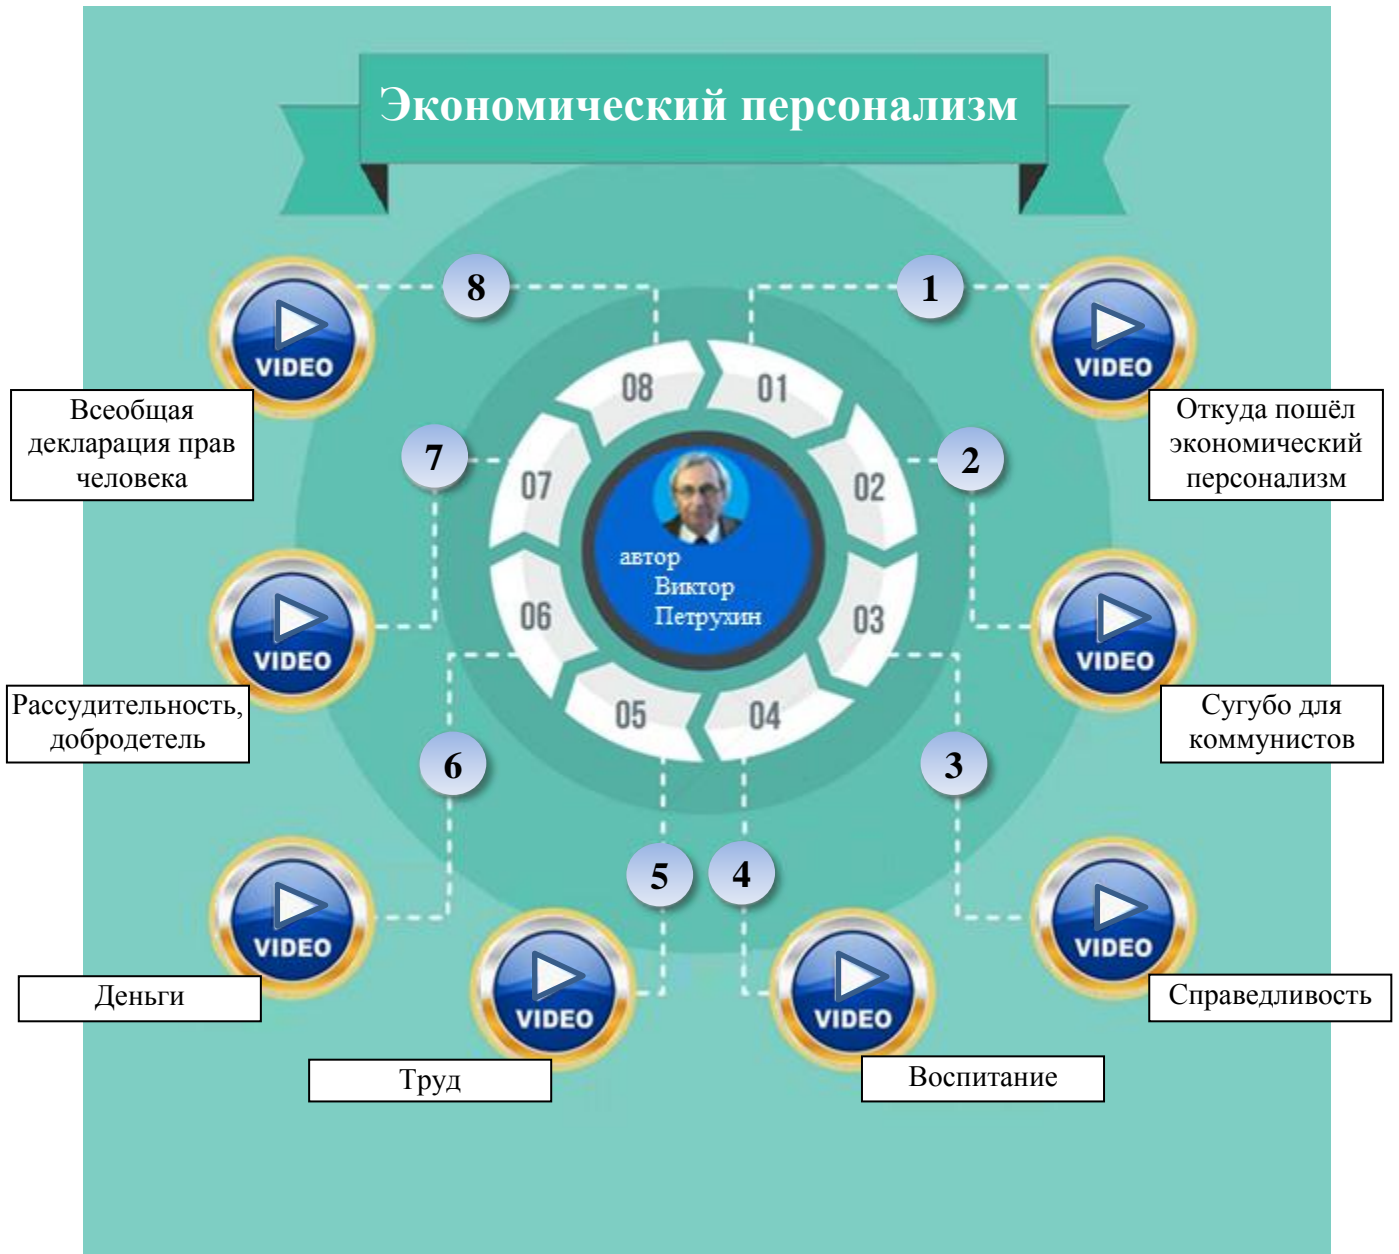 Экономический персонализм
8
1
VIDEO
VIDEO
08
01
Всеобщая
декларация прав
человека
Откуда пошёл
экономический
персонализм
7
2
07
02
автор
Виктор
Петрухин
06
03
VIDEO
VIDEO
Рассудительность,
добродетель
Сугубо для
коммунистов
05
04
6
3
5
4
VIDEO
VIDEO
Деньги
Справедливость
VIDEO
VIDEO
Труд
Воспитание